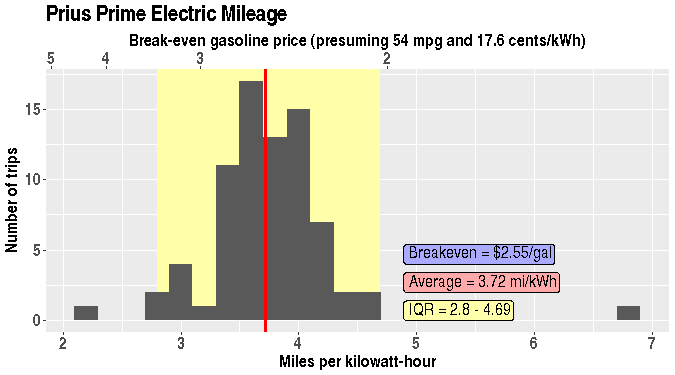 Prius Prime Electric Mileage
Break-even gasoline price (presuming 54 mpg and 17.6 cents/kWh)
5 4 3 2
Number of trips
15
10
5
0
Breakeven = $2.55/gal
Average = 3.72 mi/kWh
IQR = 2.8 - 4.69
2 3 4 5 6 7
Miles per kilowatt-hour